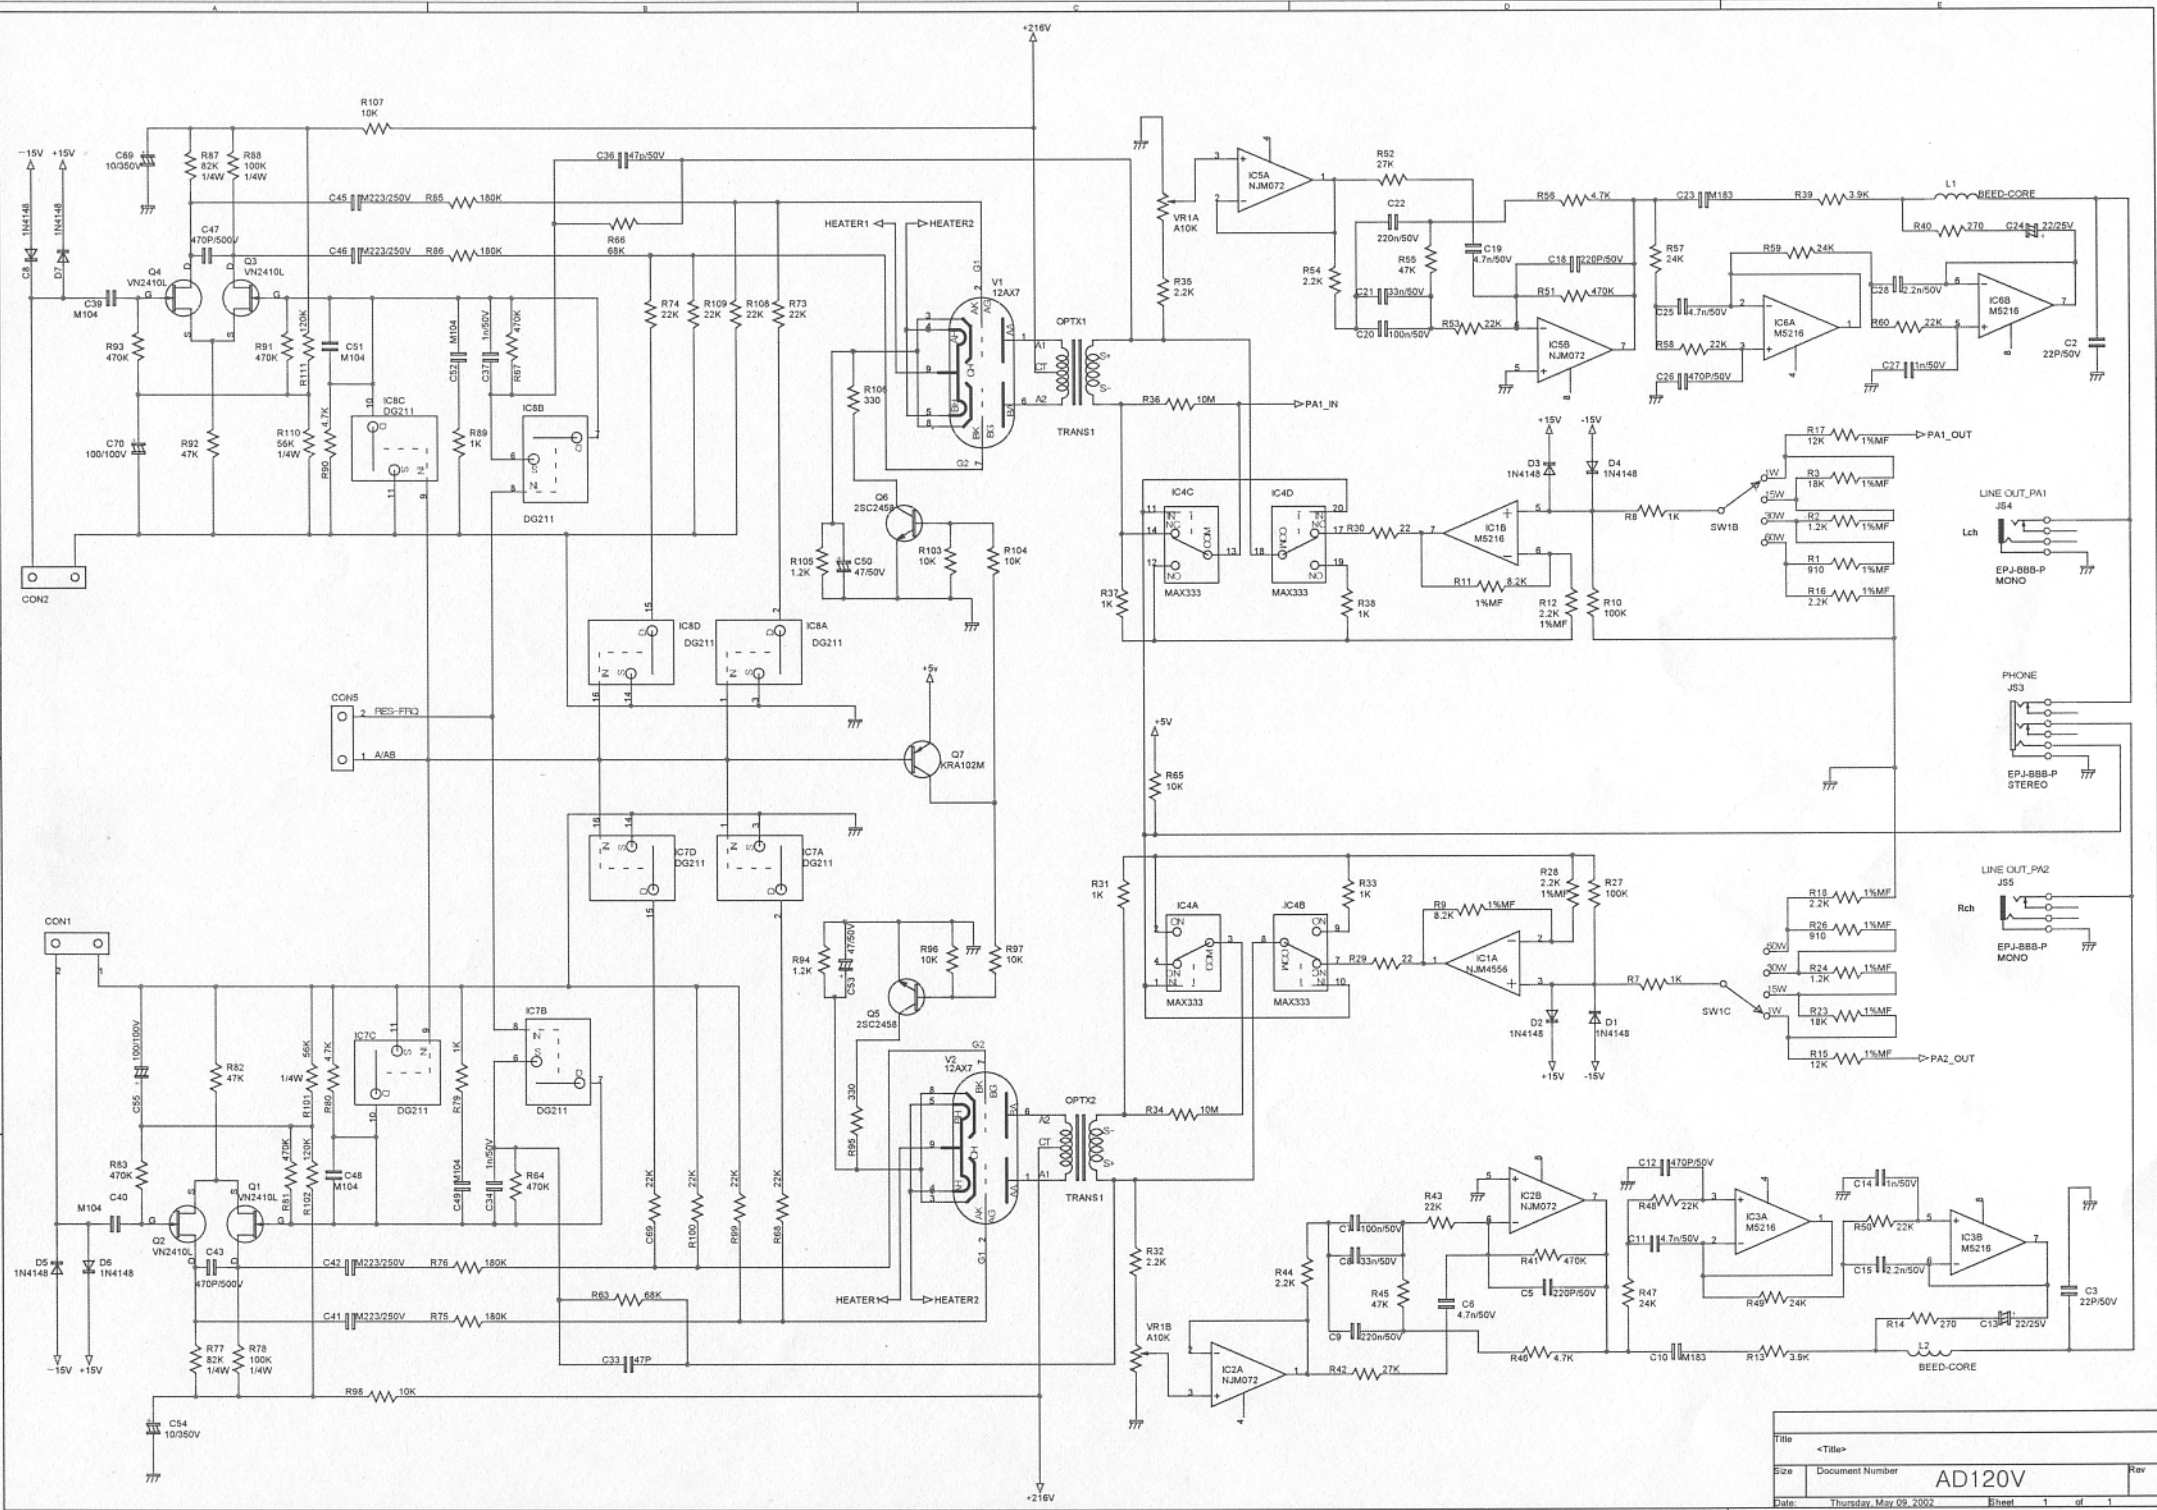 A B C D E
+216V
R107
10K
-15V +15V
C69
10/350V
R87
82K
1/4W
R88
100K
1/4W
C36 47p/50V
C45 M223/250V R85 180K
R66
68K
HEATER1 HEATER2
1N4148 1N4148
C8 D7
C47
470P/500V
C46 M223/250V R86 180K
Q4
VN2410L
Q3
VN2410L
C39
M104
R93
470K
R91
470K
R111 120K
C51
M104
C52 M104
C37 1n/50V
R67 470K
R74
22K
R109
22K
R108
22K
R73
22K
V1
12AX7
OPTX1
TRANS1
A1 CT A2 S+ S-
C70
100/100V
R92
47K
R110
56K
1/4W
R90 4.7K
IC8C
DG211
R89
1K
IC8B
DG211
R106
330
Q6
2SC2458
R105
1.2K
C50
47/50V
R103
10K
R104
10K
CON2
IC8D
DG211
IC8A
DG211
+5v
CON5
2 RES-FRQ
1 A/AB
Q7
KRA102M
IC7D
DG211
IC7A
DG211
VR1A
A10K
R35
2.2K
IC5A
NJM072
R52
27K
C22
220n/50V
R54
2.2K
R55
47K
C19
4.7n/50V
C21 33n/50V
C20 100n/50V
R53 22K
R56 4.7K
C18 220P/50V
R51 470K
IC5B
NJM072
R57
24K
C23 M183
R39 3.9K
L1
BEED-CORE
R40 270
C24 22/25V
R59 24K
C25 4.7n/50V
R58 22K
C26 470P/50V
IC6A
M5216
C28 2.2n/50V
R60 22K
C27 1n/50V
IC6B
M5216
C2
22P/50V
R36 10M
PA1_IN
+15V -15V
D3
1N4148
D4
1N4148
R17
12K
1%MF
PA1_OUT
R3
18K
1%MF
R2
1.2K
1%MF
R1
910
1%MF
R16
2.2K
1%MF
1W
15W
30W
60W
SW1B
R8 1K
IC4C
MAX333
IC4D
MAX333
R30 22
IC1B
M5216
R11 8.2K
1%MF
R12
2.2K
1%MF
R10
100K
R37
1K
R38
1K
LINE OUT_PA1
JS4
Lch
EPJ-BBB-P
MONO
PHONE
JS3
EPJ-BBB-P
STEREO
+5V
R65
10K
LINE OUT_PA2
JS5
Rch
EPJ-BBB-P
MONO
R31
1K
R33
1K
IC4A
MAX333
IC4B
MAX333
R29 22
R9
8.2K
1%MF
IC1A
NJM4556
R28
2.2K
1%MF
R27
100K
R7 1K
SW1C
60W
30W
15W
1W
R18
2.2K
1%MF
R26
910
1%MF
R24
1.2K
1%MF
R23
18K
1%MF
R15
12K
1%MF
PA2_OUT
D2
1N4148
D1
1N4148
+15V -15V
CON1
2 1
R94
1.2K
C53 47/50V
R96
10K
R97
10K
Q5
2SC2458
R95 330
V2
12AX7
OPTX2
TRANS1
A2 CT A1 S- S+
R34 10M
C55 100/100V
R82
47K
1/4W 56K
R101
R80 4.7K
IC7C
DG211
R79 1K
IC7B
DG211
R83
470K
R81 470K
R102 120K
C48
M104
C49 M104
C34 1n/50V
R64
470K
C69 22K
R100 22K
R99 22K
R68 22K
M104
C40
Q2
VN2410L
Q1
VN2410L
D5
1N4148
D6
1N4148
C43
470P/500V
C42 M223/250V R76 180K
R63 68K
HEATER1 HEATER2
C41 M223/250V R75 180K
R77
82K
1/4W
R78
100K
1/4W
C33 47P
-15V +15V
R98 10K
C54
10/350V
+216V
R32
2.2K
VR1B
A10K
IC2A
NJM072
R44
2.2K
C7 100n/50V
C8 33n/50V
R45
47K
C9 220n/50V
R42 27K
R43
22K
C6
4.7n/50V
IC2B
NJM072
R41 470K
C5 220P/50V
R46 4.7K
C12 470P/50V
R48 22K
C11 4.7n/50V
R47
24K
IC3A
M5216
R49 24K
C10 M183
R13 3.9K
C14 1n/50V
R50 22K
C15 2.2n/50V
IC3B
M5216
R14 270
C13 22/25V
L2
BEED-CORE
C3
22P/50V
Title
<Title>
Size Document Number Rev
AD120V
Date: Thursday, May 09, 2002 Sheet 1 of 1